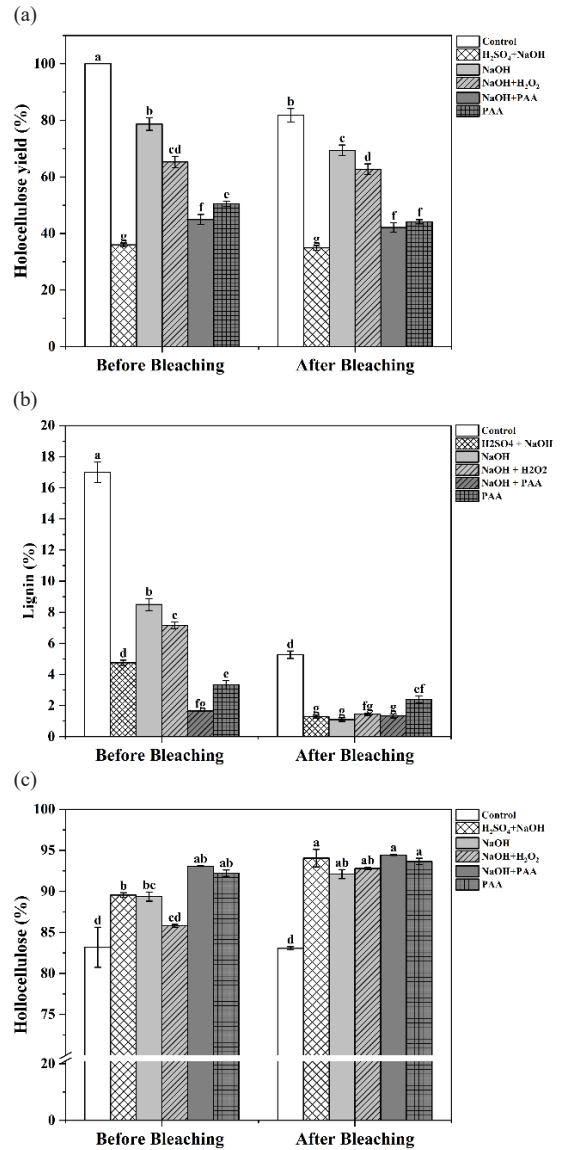 (a)
Control
H₂SO₄+NaOH
NaOH
NaOH+H₂O₂
NaOH+PAA
PAA
Holocellulose yield (%)
100
80
60
40
20
0
a
g
b
cd
f
e
b
g
c
d
f
f
Before Bleaching After Bleaching
(b)
Control
H2SO4 + NaOH
NaOH
NaOH + H2O2
NaOH + PAA
PAA
Lignin (%)
20
18
16
14
12
10
8
6
4
2
0
a
d
b
c
fg
e
d
g
g
fg
g
ef
Before Bleaching After Bleaching
(c)
Control
H₂SO₄+NaOH
NaOH
NaOH+H₂O₂
NaOH+PAA
PAA
Hollocellulose (%)
100
95
90
85
80
75
20
0
d
b
bc
cd
ab
ab
d
a
ab
ab
a
a
Before Bleaching After Bleaching